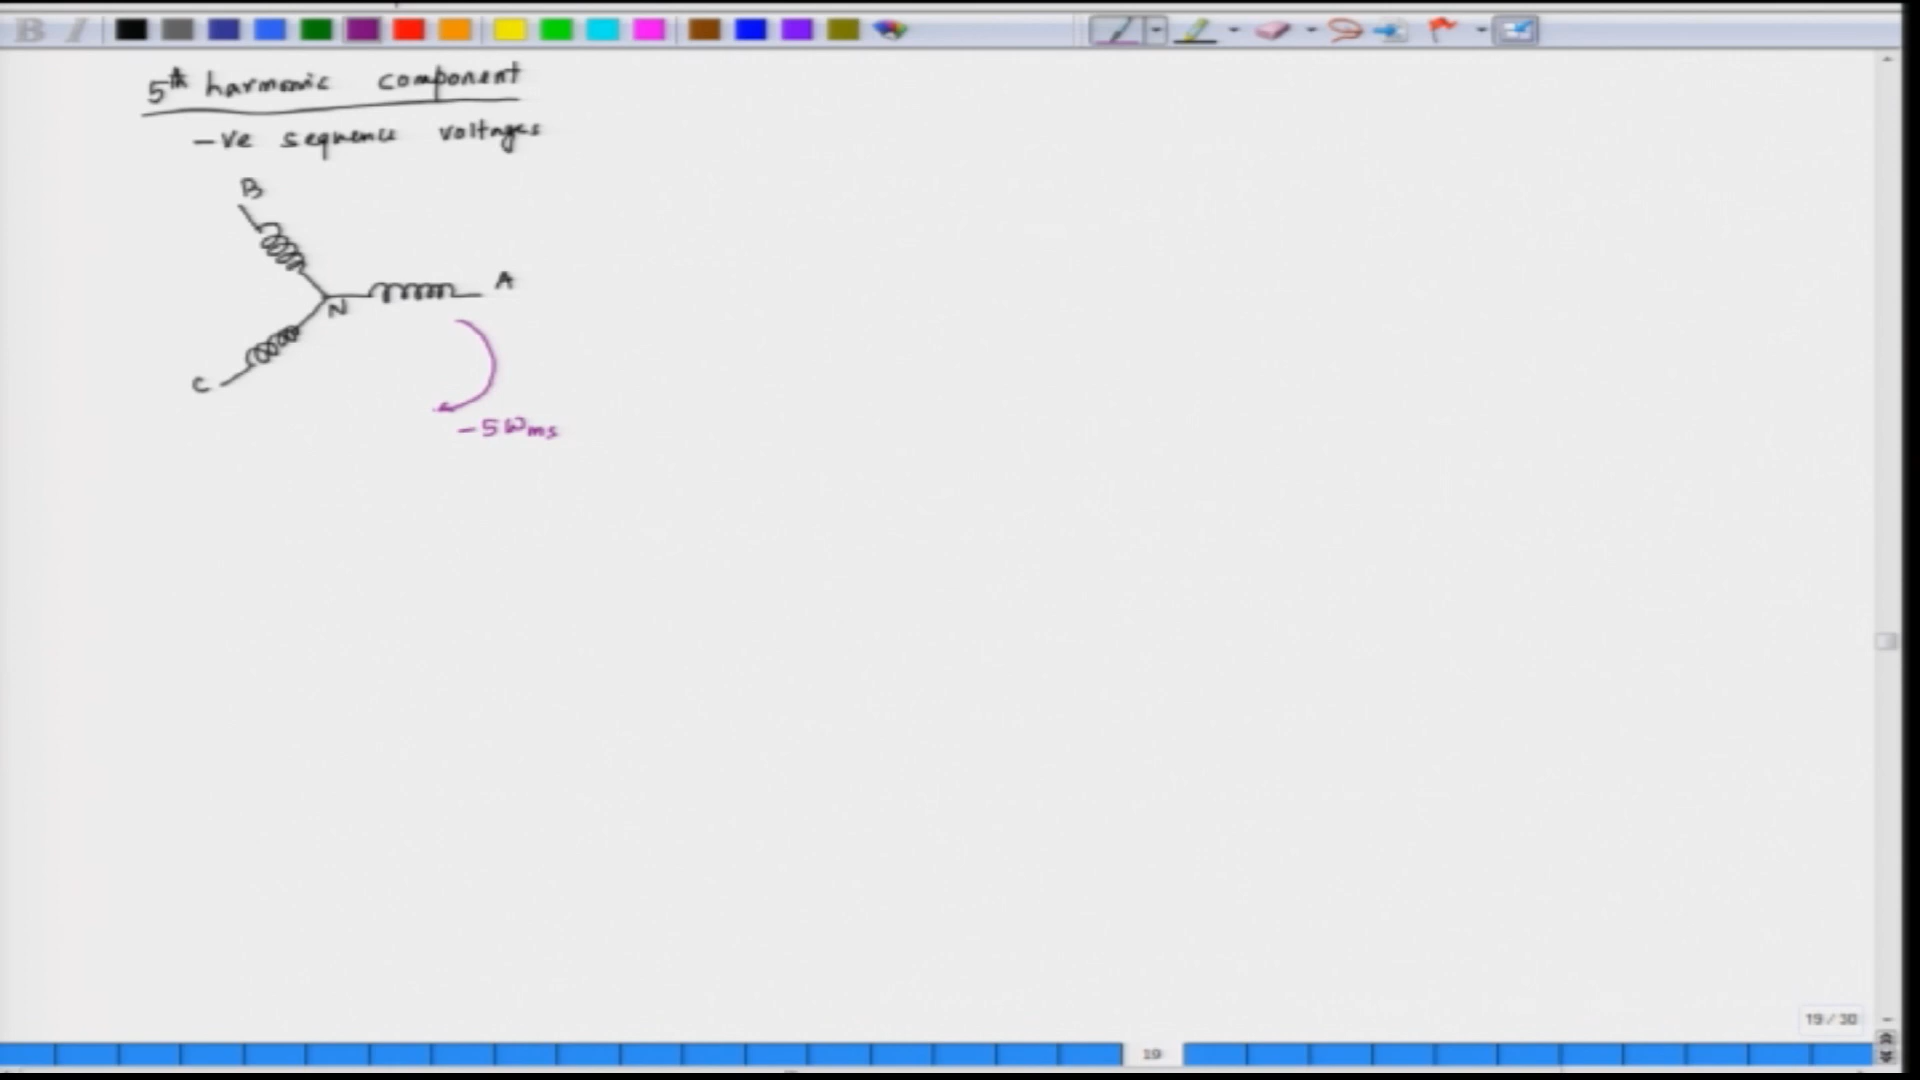 B I
5th harmonic component
-ve sequence voltages
B
A
N
C
-5ωms
19 / 30
19